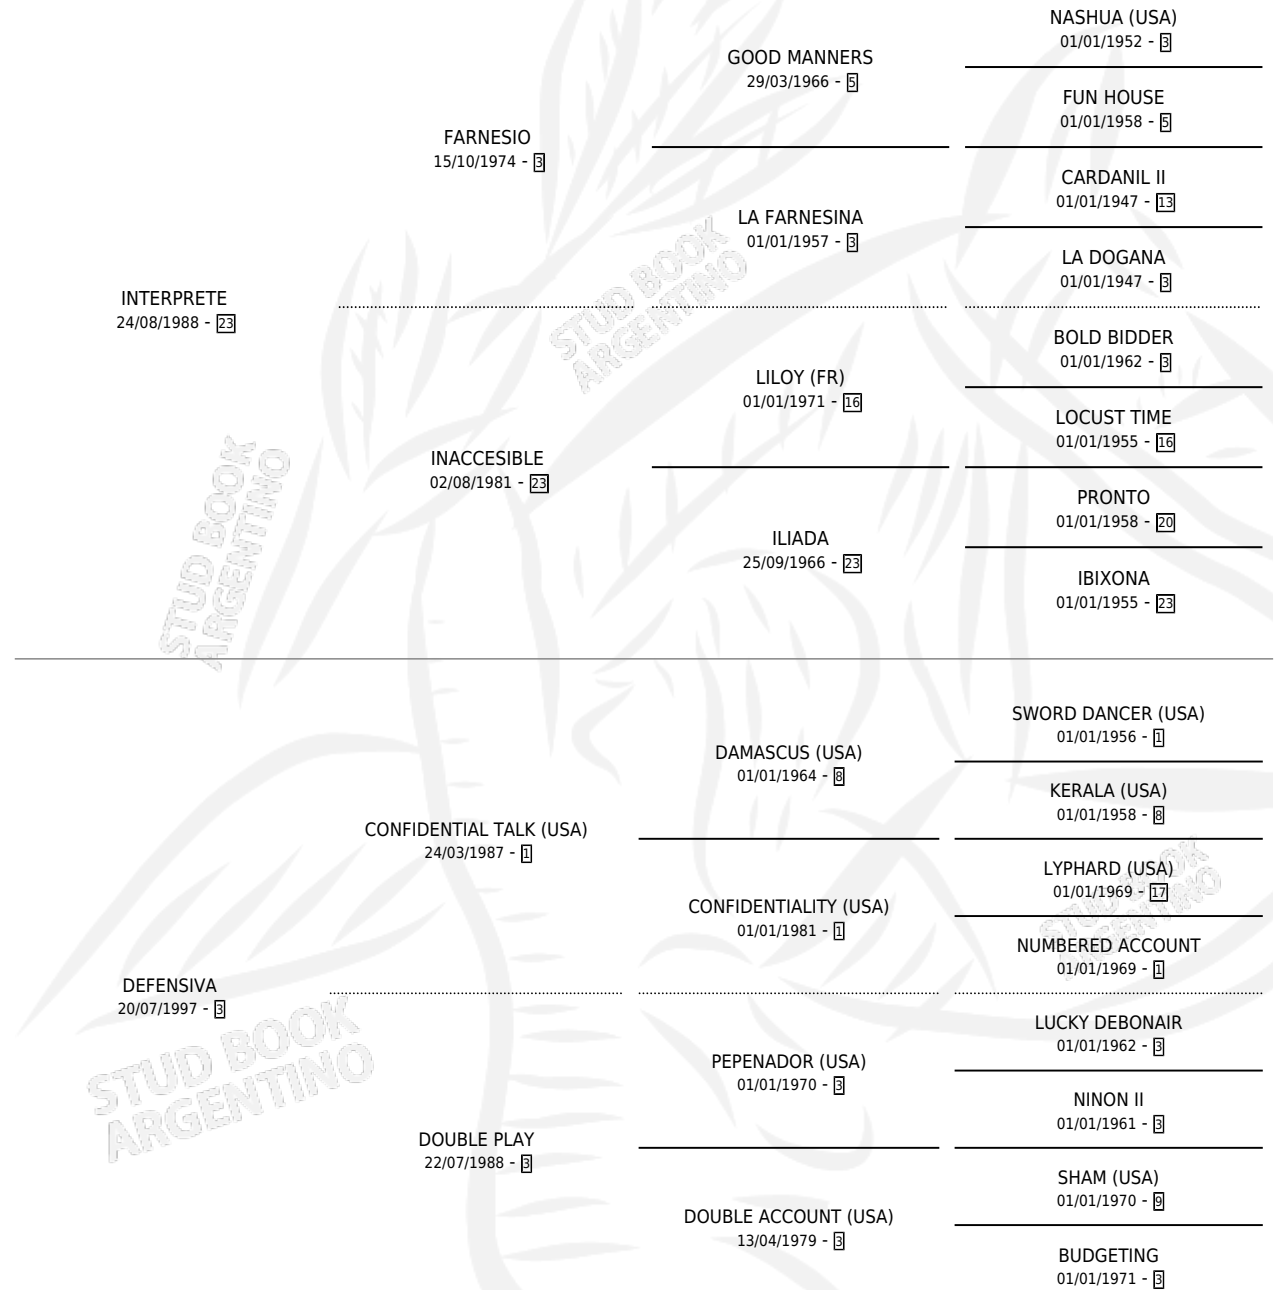 NASHUA (USA)
01/01/1952 - 3
GOOD MANNERS
29/03/1966 - 5
FUN HOUSE
01/01/1958 - 5
FARNESIO
15/10/1974 - 3
CARDANIL II
01/01/1947 - 13
LA FARNESINA
01/01/1957 - 3
LA DOGANA
01/01/1947 - 3
INTERPRETE
24/08/1988 - 23
BOLD BIDDER
01/01/1962 - 3
LILOY (FR)
01/01/1971 - 16
LOCUST TIME
01/01/1955 - 16
INACCESIBLE
02/08/1981 - 23
PRONTO
01/01/1958 - 20
ILIADA
25/09/1966 - 23
IBIXONA
01/01/1955 - 23
STUD BOOK
ARGENTINO
STUD BOOK
ARGENTINO
SWORD DANCER (USA)
01/01/1956 - 1
DAMASCUS (USA)
01/01/1964 - 8
KERALA (USA)
01/01/1958 - 8
CONFIDENTIAL TALK (USA)
24/03/1987 - 1
LYPHARD (USA)
01/01/1969 - 17
CONFIDENTIALITY (USA)
01/01/1981 - 1
NUMBERED ACCOUNT
01/01/1969 - 1
STUD BOOK
ARGENTINO
DEFENSIVA
20/07/1997 - 3
LUCKY DEBONAIR
01/01/1962 - 3
PEPENADOR (USA)
01/01/1970 - 3
NINON II
01/01/1961 - 3
DOUBLE PLAY
22/07/1988 - 3
SHAM (USA)
01/01/1970 - 9
DOUBLE ACCOUNT (USA)
13/04/1979 - 3
BUDGETING
01/01/1971 - 3
STUD BOOK
ARGENTINO